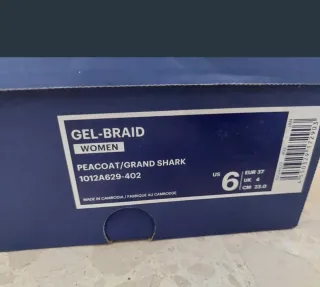 GEL-BRAID
WOMEN
PEACOAT/GRAND SHARK
1012A629-402
MADE IN CAMBODIA / FABRIQUÉ AU CAMBODGE
US 6
EUR 37
UK 4
CM 23.0